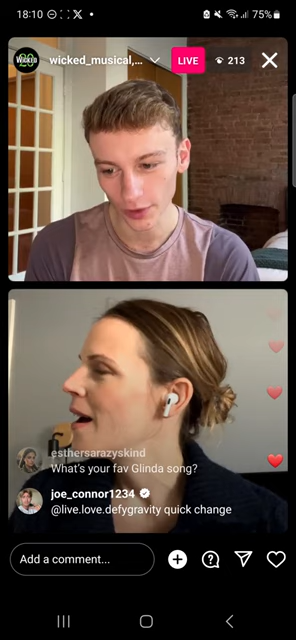 18:10
75%
WICKED
wicked_musical,...
LIVE
213
esthersarazyskind
What's your fav Glinda song?
joe_connor1234
@live.love.defygravity quick change
Add a comment...